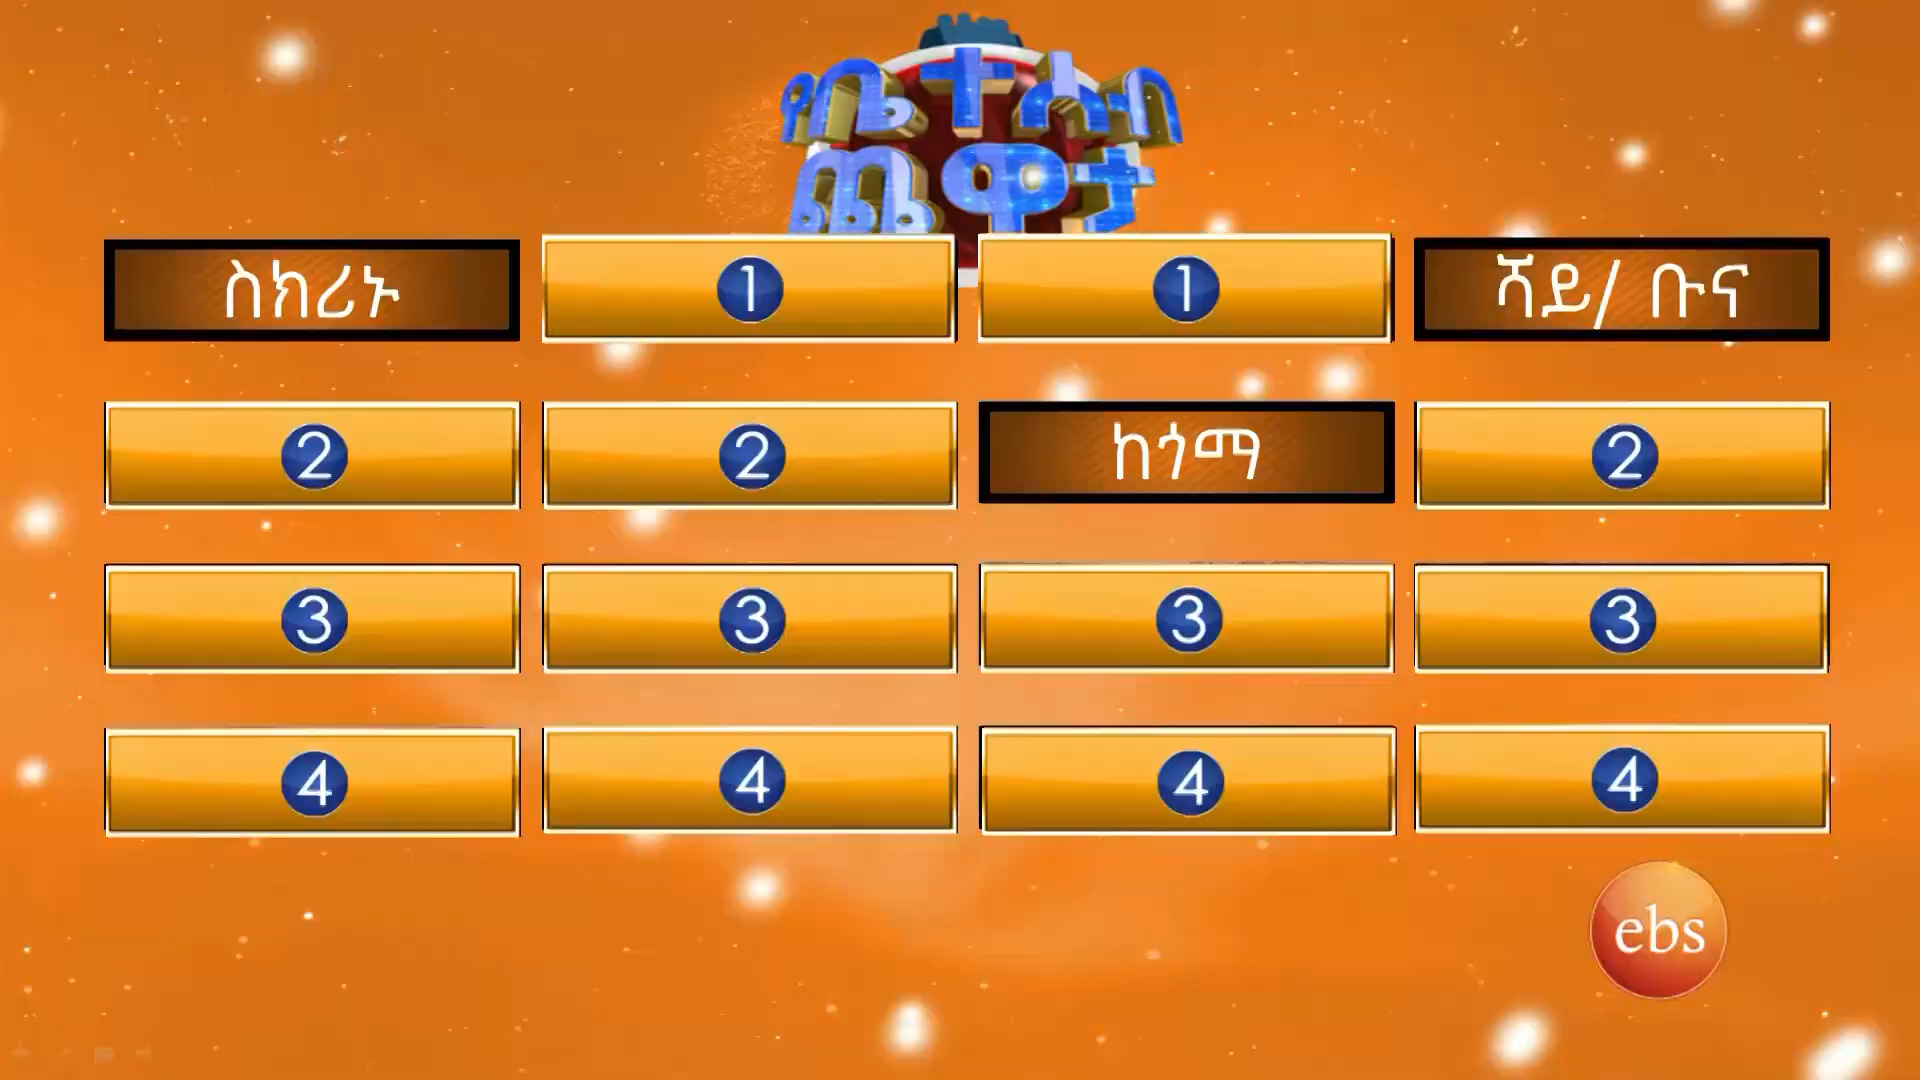 የቤተሰብ
ጨዋታ
ስክሪኑ 1 1 ሻይ/ ቡና
2 2 ከጎማ 2
3 3 3 3
4 4 4 4
ebs